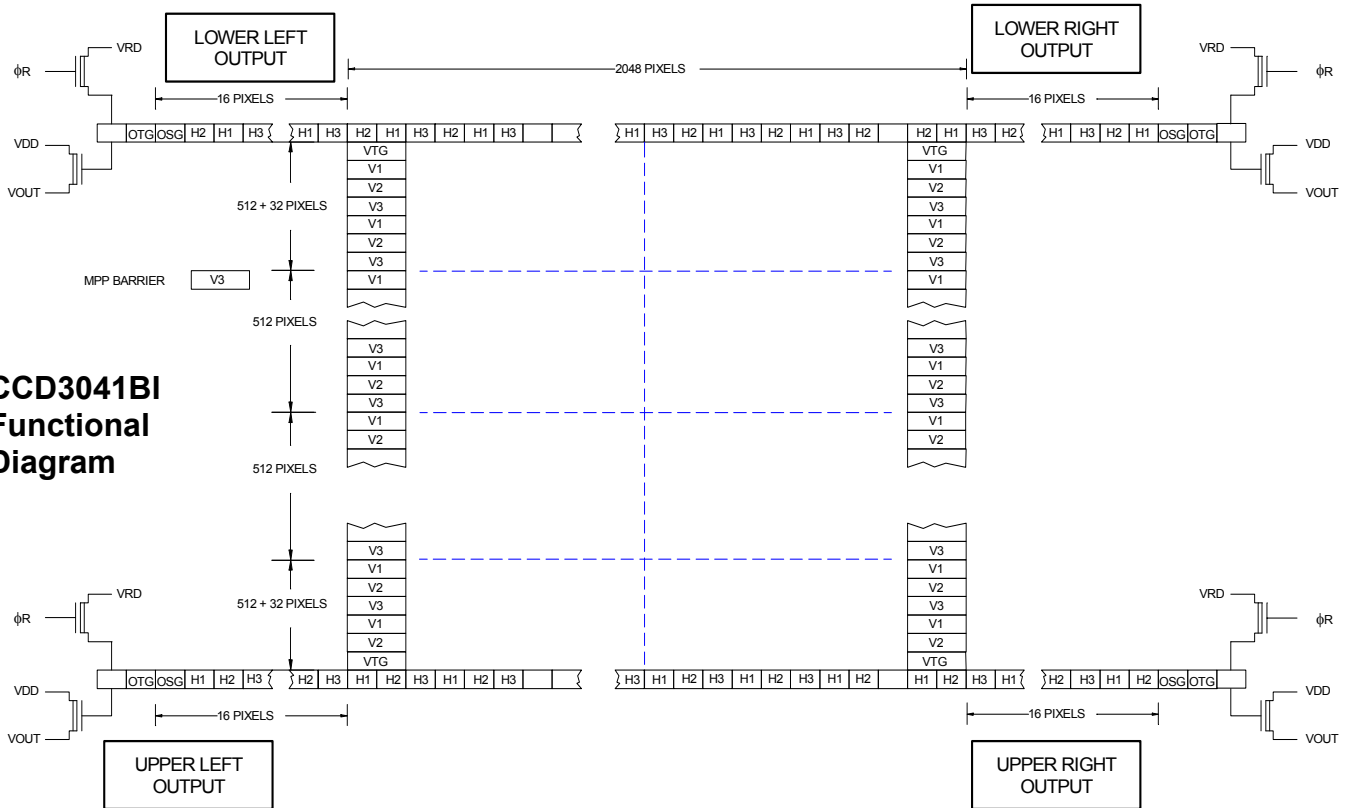 LOWER LEFT
OUTPUT
LOWER RIGHT
OUTPUT
VRD
ϕR
2048 PIXELS
VRD
ϕR
16 PIXELS
16 PIXELS
OTG OSG H2 H1 H3 H1 H3 H2 H1 H3 H2 H1 H3 H1 H3 H2 H1 H3 H2 H1 H3 H2 H2 H1 H3 H2 H1 H3 H2 H1 OSG OTG
VDD
VOUT
VDD
VOUT
VTG
V1
V2
V3
V1
V2
V3
V1
VTG
V1
V2
V3
V1
V2
V3
V1
512 + 32 PIXELS
MPP BARRIER
V3
512 PIXELS
V3
V1
V2
V3
V1
V2
V3
V1
V2
V3
V1
V2
CCD3041BI
Functional
Diagram
512 PIXELS
V3
V1
V2
V3
V1
V2
VTG
V3
V1
V2
V3
V1
V2
VTG
512 + 32 PIXELS
VRD
ϕR
VRD
ϕR
OTG OSG H1 H2 H3 H2 H3 H1 H2 H3 H1 H2 H3 H3 H1 H2 H3 H1 H2 H3 H1 H2 H1 H2 H3 H1 H2 H3 H1 H2 OSG OTG
VDD
VOUT
VDD
VOUT
16 PIXELS
16 PIXELS
UPPER LEFT
OUTPUT
UPPER RIGHT
OUTPUT